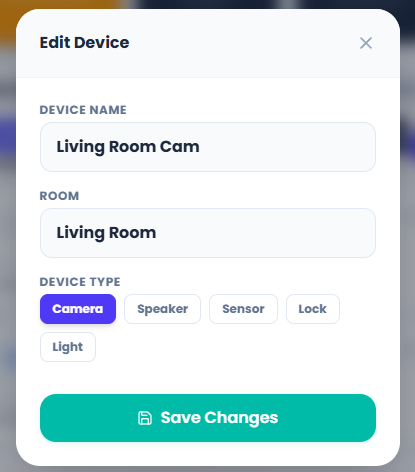 Edit Device
DEVICE NAME
Living Room Cam
ROOM
Living Room
DEVICE TYPE
Camera Speaker Sensor Lock
Light
Save Changes